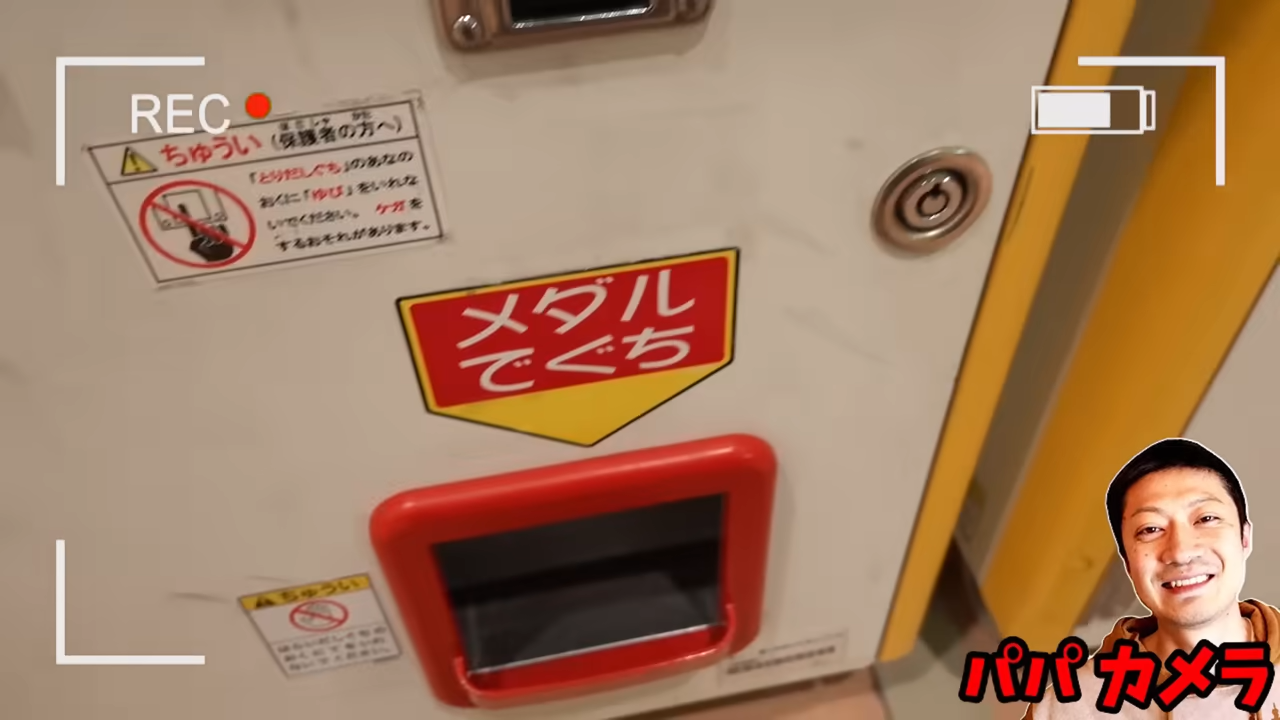 REC
ちゅうい (保護者の方へ)
「とりだしぐち」のあなの
おくに「ゆび」をいれな
いでください。 ケガを
するおそれがあります。
メダル
でぐち
ちゅうい
パパ カメラ